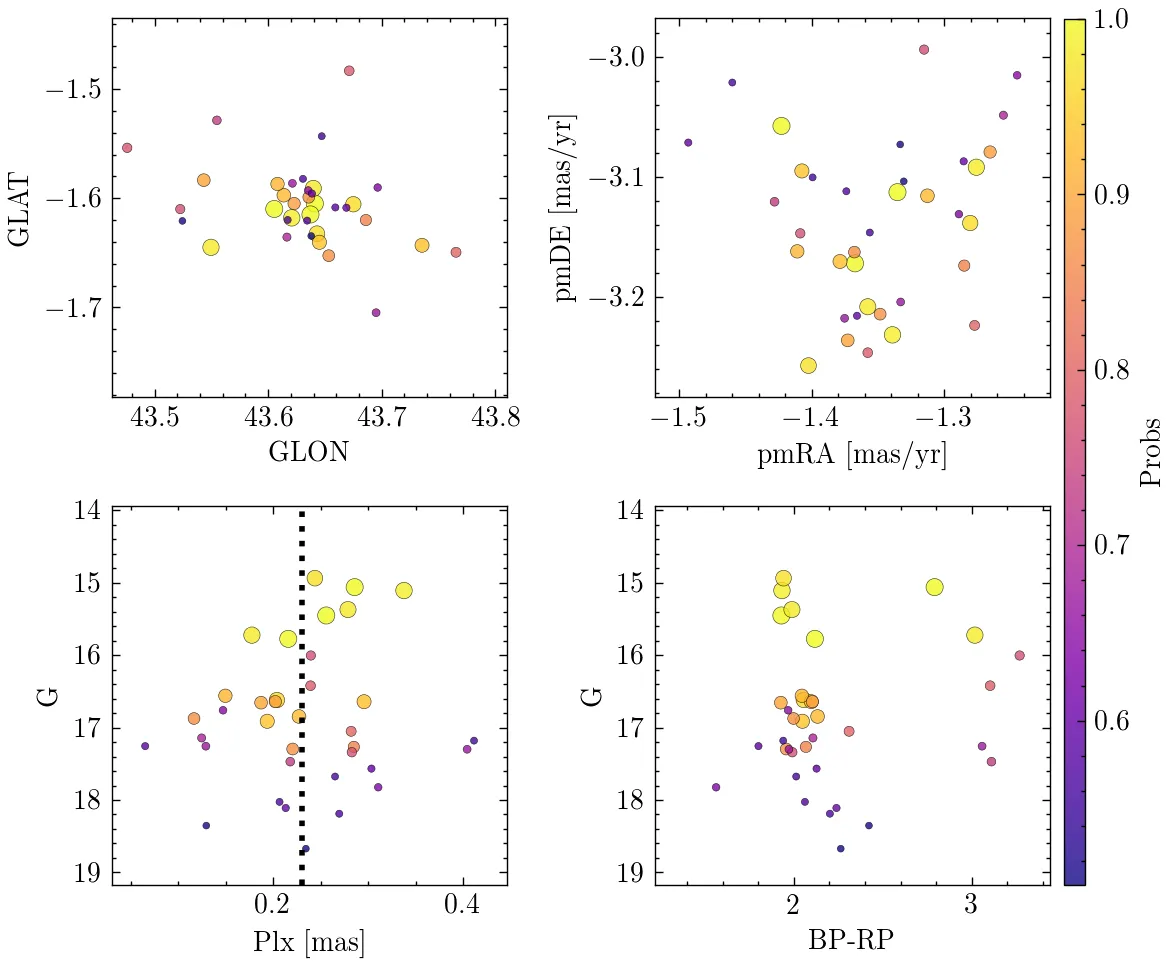 −1.5
−1.6
−1.7
GLAT
43.5 43.6 43.7 43.8
GLON
−3.0
−3.1
−3.2
pmDE [mas/yr]
−1.5 −1.4 −1.3
pmRA [mas/yr]
1.0
0.9
0.8
0.7
0.6
Probs
14
15
16
17
18
19
G
0.2 0.4
Plx [mas]
14
15
16
17
18
19
G
2 3
BP-RP